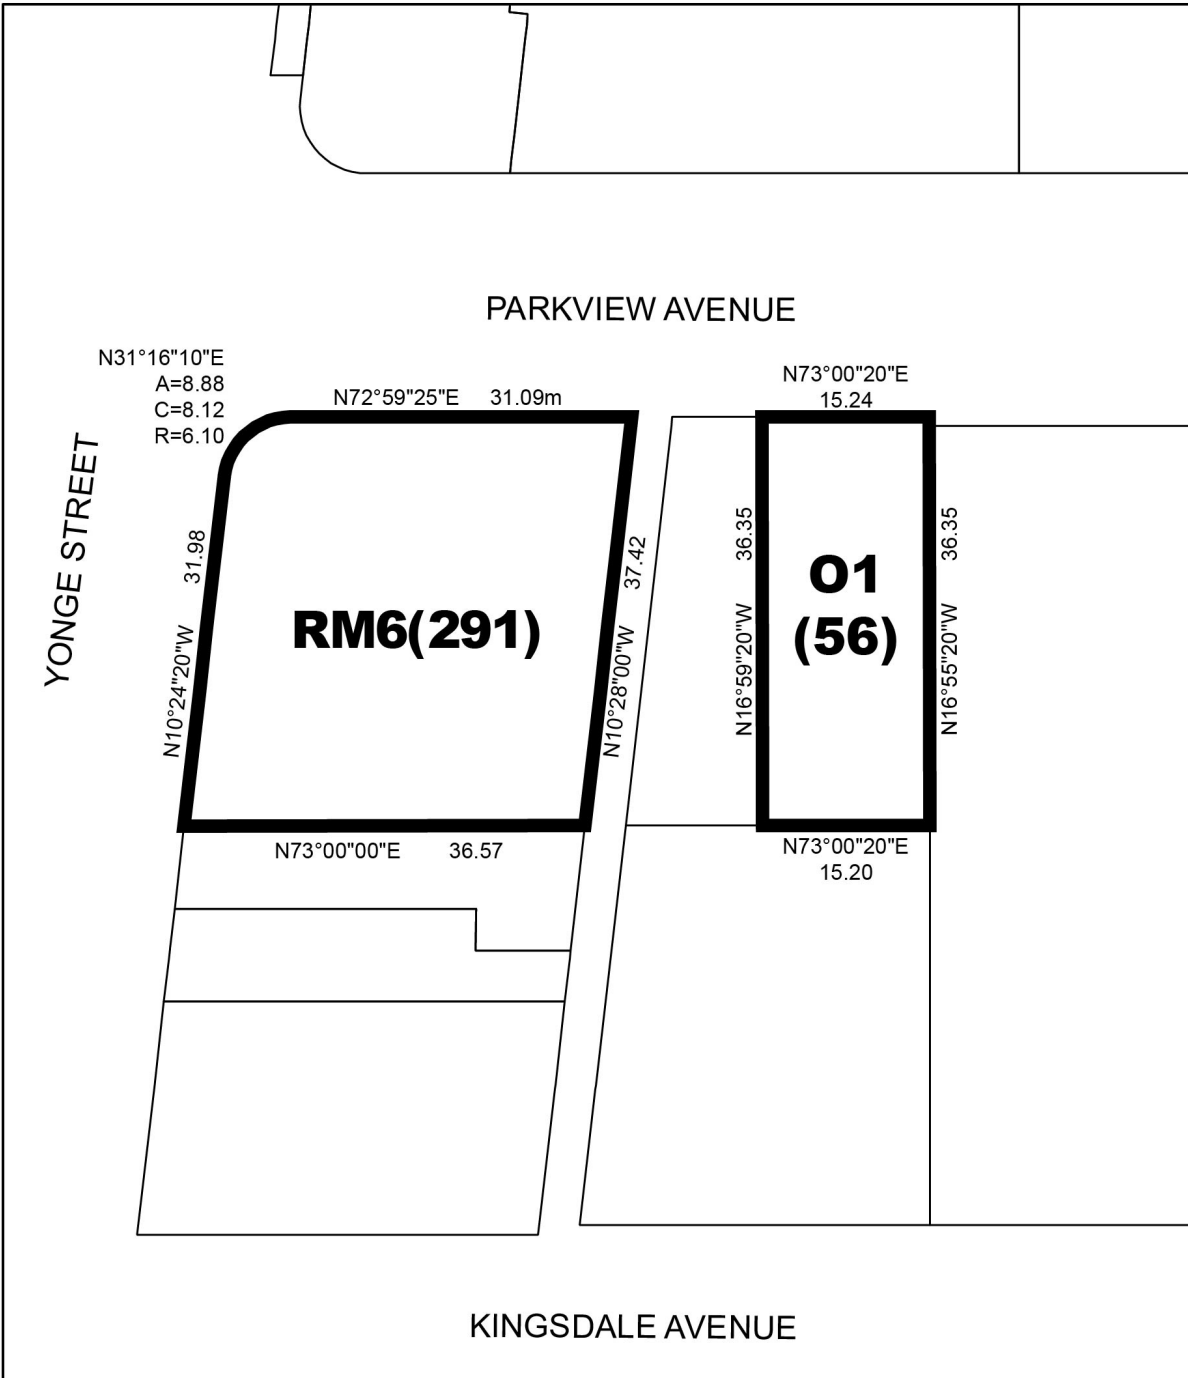 PARKVIEW AVENUE
N31°16"10"E
A=8.88
C=8.12
R=6.10
N72°59"25"E 31.09m
N73°00"20"E
15.24
YONGE STREET
31.98
N10°24"20"W
37.42
N10°28"00"W
RM6(291)
36.35
N16°59"20"W
O1
(56)
36.35
N16°55"20"W
N73°00"00"E 36.57
N73°00"20"E
15.20
KINGSDALE AVENUE